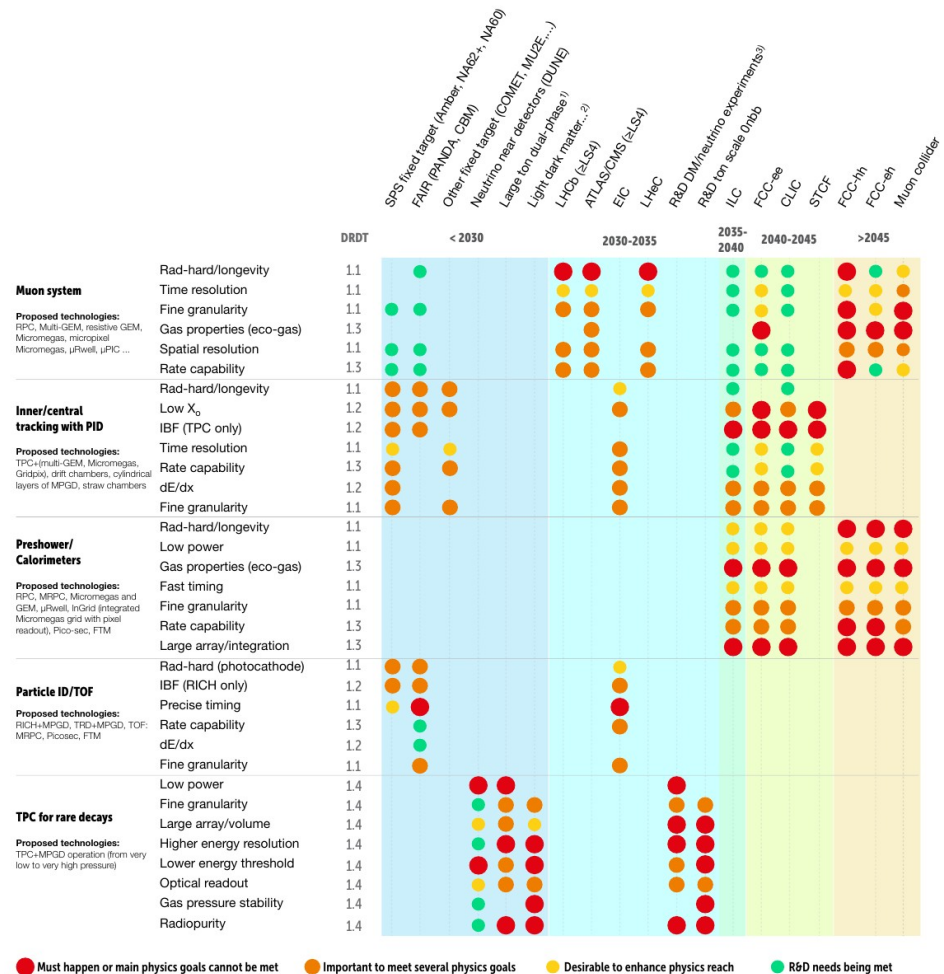 SPS fixed target (Amber, NA62+, NA60)
FAIR (PANDA, CBM)
Other fixed target (COMET, MU2E,...)
Neutrino near detectors (DUNE)
Large ton dual-phase¹⁾
Light dark matter... ²⁾
LHCb (≥LS4)
ATLAS/CMS (≥LS4)
EIC
LHeC
R&D DM/neutrino experiments³⁾
R&D ton scale 0nbb
ILC
FCC-ee
CLIC
STCF
FCC-hh
FCC-eh
Muon collider
DRDT
< 2030
2030-2035
2035-
2040
2040-2045
>2045
Muon system
Proposed technologies:
RPC, Multi-GEM, resistive GEM,
Micromegas, micropixel
Micromegas, µRwell, µPIC ...
Rad-hard/longevity 1.1
Time resolution 1.1
Fine granularity 1.1
Gas properties (eco-gas) 1.3
Spatial resolution 1.1
Rate capability 1.3
Inner/central
tracking with PID
Proposed technologies:
TPC+(multi-GEM, Micromegas,
Gridpix), drift chambers, cylindrical
layers of MPGD, straw chambers
Rad-hard/longevity 1.1
Low Xₒ 1.2
IBF (TPC only) 1.2
Time resolution 1.1
Rate capability 1.3
dE/dx 1.2
Fine granularity 1.1
Preshower/
Calorimeters
Proposed technologies:
RPC, MRPC, Micromegas and
GEM, µRwell, InGrid (integrated
Micromegas grid with pixel
readout), Pico-sec, FTM
Rad-hard/longevity 1.1
Low power 1.1
Gas properties (eco-gas) 1.3
Fast timing 1.1
Fine granularity 1.1
Rate capability 1.3
Large array/integration 1.3
Particle ID/TOF
Proposed technologies:
RICH+MPGD, TRD+MPGD, TOF:
MRPC, Picosec, FTM
Rad-hard (photocathode) 1.1
IBF (RICH only) 1.2
Precise timing 1.1
Rate capability 1.3
dE/dx 1.2
Fine granularity 1.1
TPC for rare decays
Proposed technologies:
TPC+MPGD operation (from very
low to very high pressure)
Low power 1.4
Fine granularity 1.4
Large array/volume 1.4
Higher energy resolution 1.4
Lower energy threshold 1.4
Optical readout 1.4
Gas pressure stability 1.4
Radiopurity 1.4
Must happen or main physics goals cannot be met
Important to meet several physics goals
Desirable to enhance physics reach
R&D needs being met